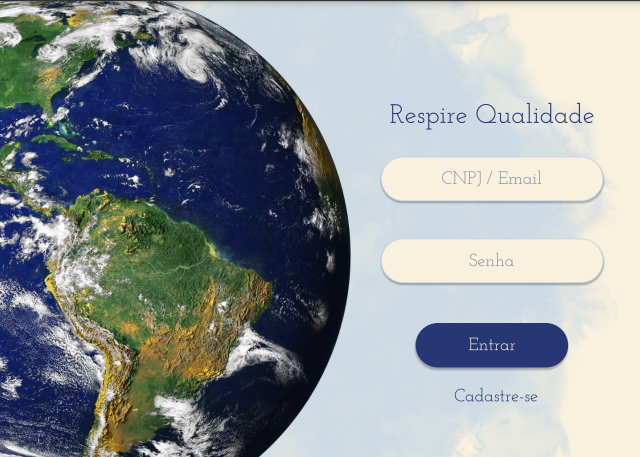 Respire Qualidade
CNPJ / Email
Senha
Entrar
Cadastre-se